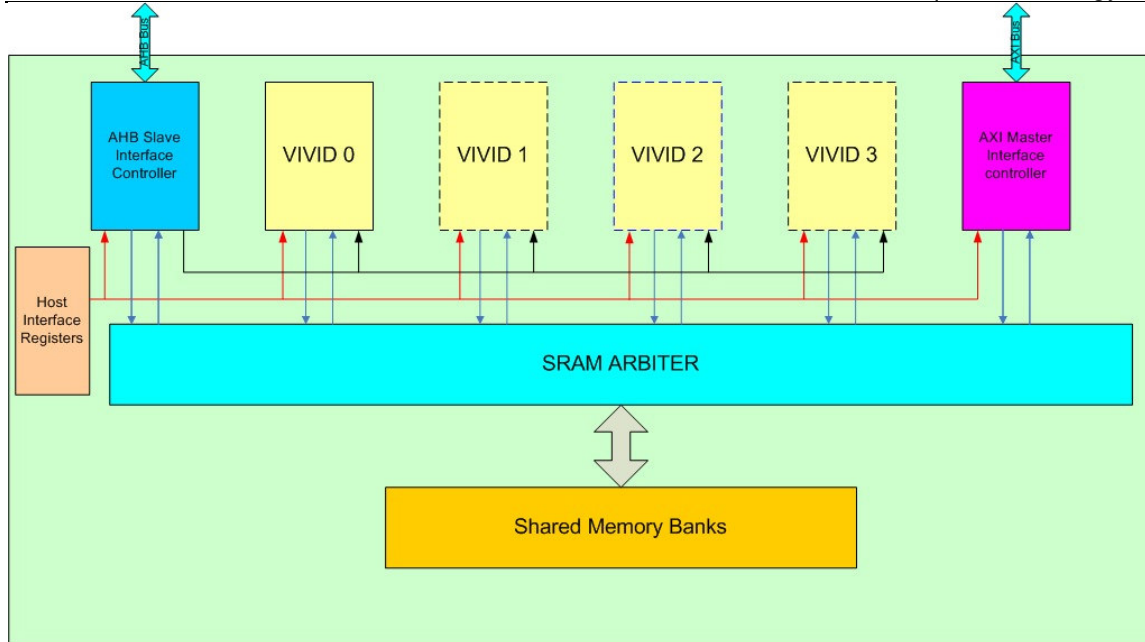 AHB Bus
AXI Bus
AHB Slave
Interface
Controller
VIVID 0
VIVID 1
VIVID 2
VIVID 3
AXI Master
Interface
controller
Host
Interface
Registers
SRAM ARBITER
Shared Memory Banks